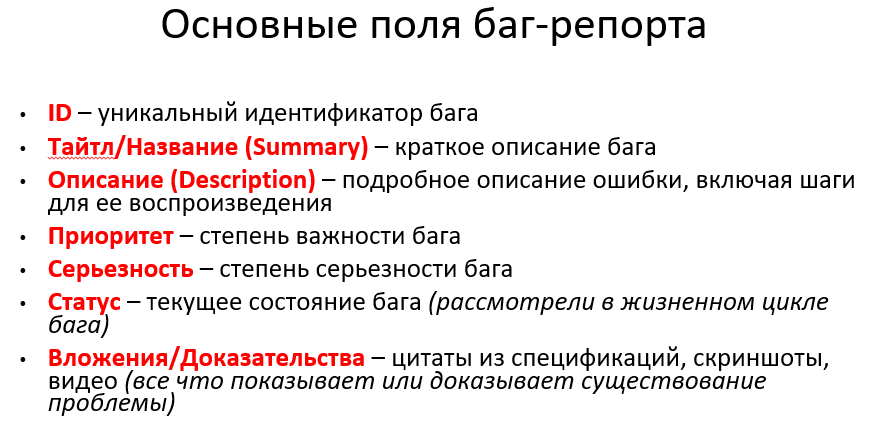 Основные поля баг-репорта
• ID – уникальный идентификатор бага
• Тайтл/Название (Summary) – краткое описание бага
• Описание (Description) – подробное описание ошибки, включая шаги
для ее воспроизведения
• Приоритет – степень важности бага
• Серьезность – степень серьезности бага
• Статус – текущее состояние бага (рассмотрели в жизненном цикле
бага)
• Вложения/Доказательства – цитаты из спецификаций, скриншоты,
видео (все что показывает или доказывает существование
проблемы)